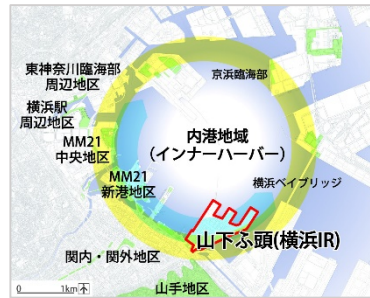 東神奈川臨海部
周辺地区
京浜臨海部
横浜駅
周辺地区
内港地域
(インナーハーバー)
MM21
中央地区
MM21
新港地区
横浜ベイブリッジ
山下ふ頭(横浜IR)
関内・関外地区
山手地区
0 1km